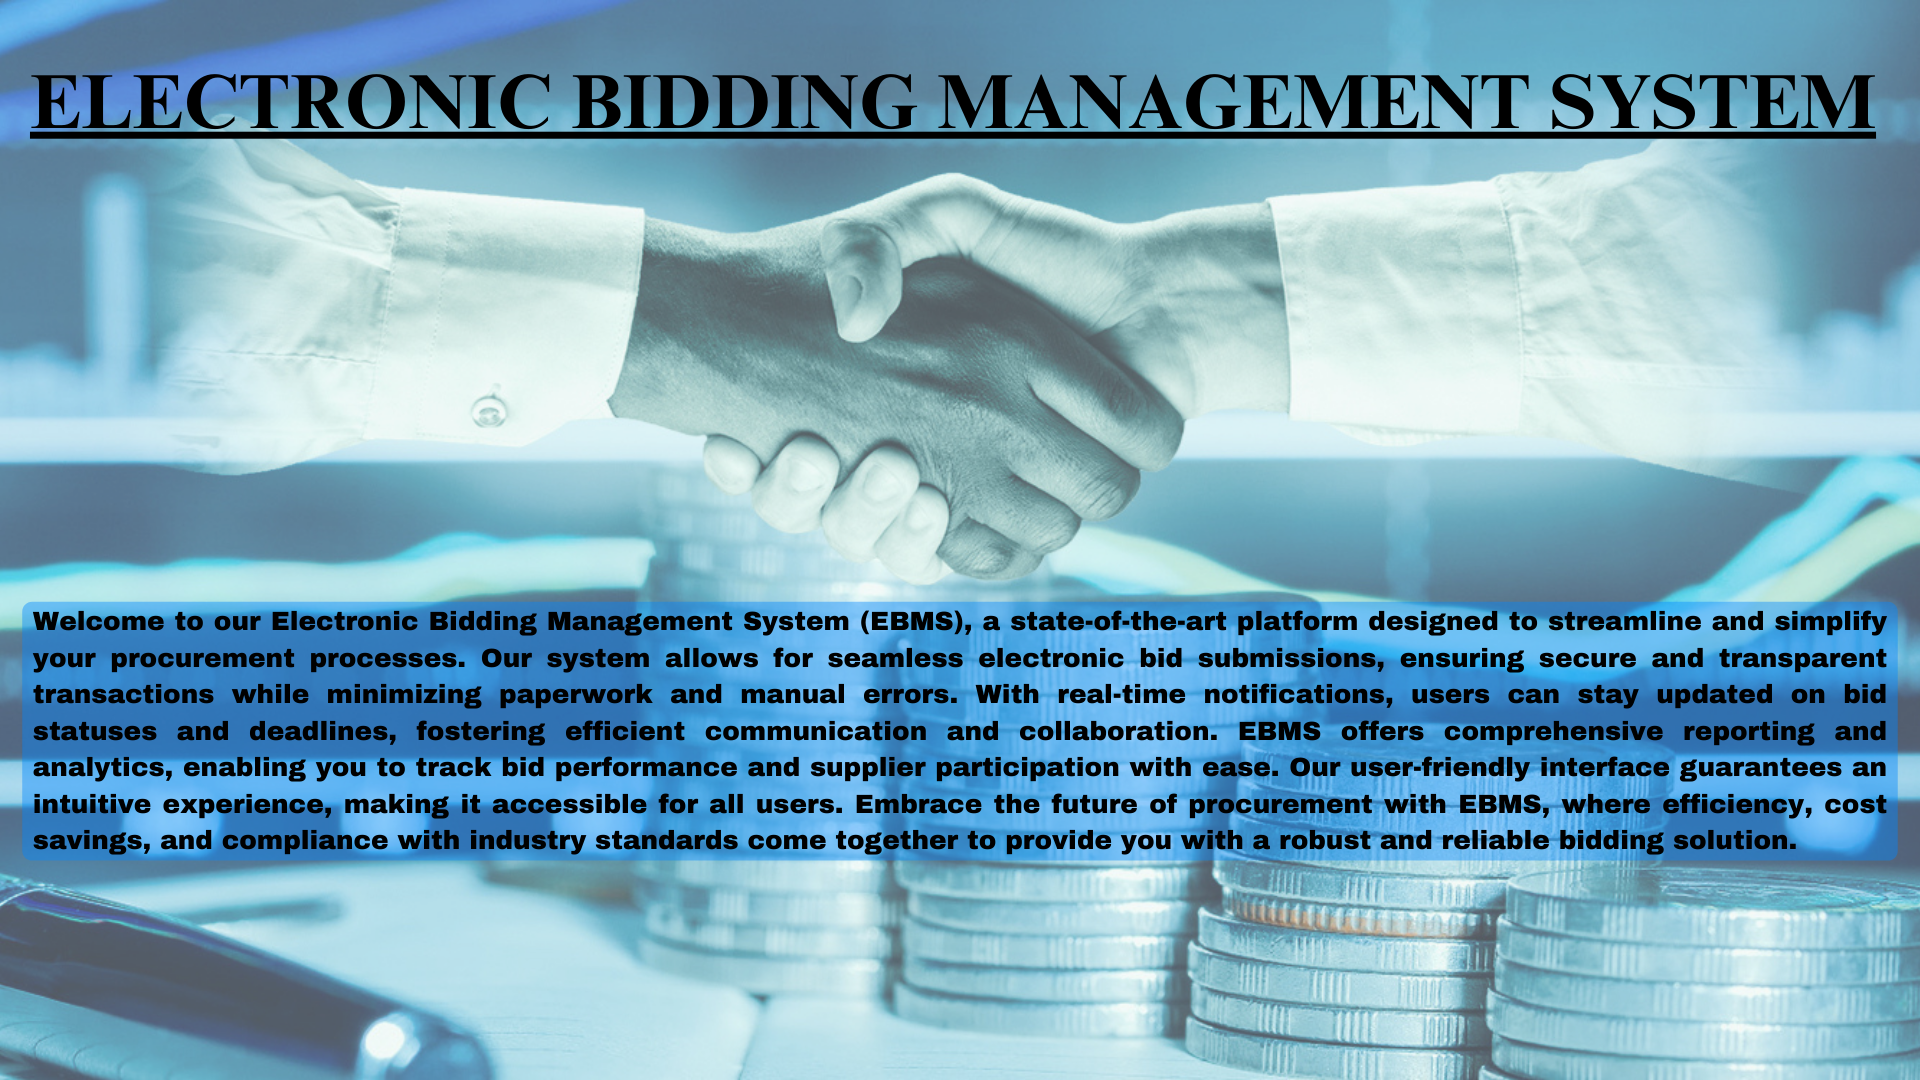 ELECTRONIC BIDDING MANAGEMENT SYSTEM
Welcome to our Electronic Bidding Management System (EBMS), a state-of-the-art platform designed to streamline and simplify
your procurement processes. Our system allows for seamless electronic bid submissions, ensuring secure and transparent
transactions while minimizing paperwork and manual errors. With real-time notifications, users can stay updated on bid
statuses and deadlines, fostering efficient communication and collaboration. EBMS offers comprehensive reporting and
analytics, enabling you to track bid performance and supplier participation with ease. Our user-friendly interface guarantees an
intuitive experience, making it accessible for all users. Embrace the future of procurement with EBMS, where efficiency, cost
savings, and compliance with industry standards come together to provide you with a robust and reliable bidding solution.